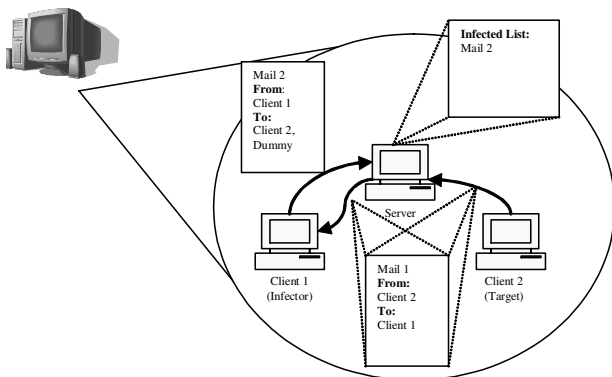 Infected List:
Mail 2
Mail 2
From:
Client 1
To:
Client 2,
Dummy
Server
Client 1
(Infector)
Mail 1
From:
Client 2
To:
Client 1
Client 2
(Target)